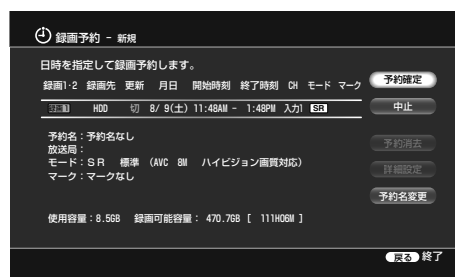 録画予約 - 新規
日時を指定して録画予約します。
録画1･2 録画先 更新 月日 開始時刻 終了時刻 CH モード マーク
予約確定
HDD 切 8/ 9(土) 11:48AM - 1:48PM 入力1 SR
中止
予約名：予約名なし
放送局：
モード：ＳＲ 標準 (AVC 8M ハイビジョン画質対応)
マーク：マークなし
予約消去
詳細設定
予約名変更
使用容量：8.5GB 録画可能容量： 470.7GB [ 111H06M ]
戻る 終了